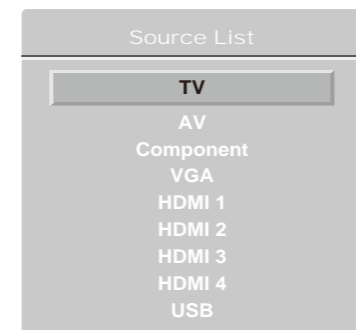 Source List
TV
AV
Component
VGA
HDMI 1
HDMI 2
HDMI 3
HDMI 4
USB